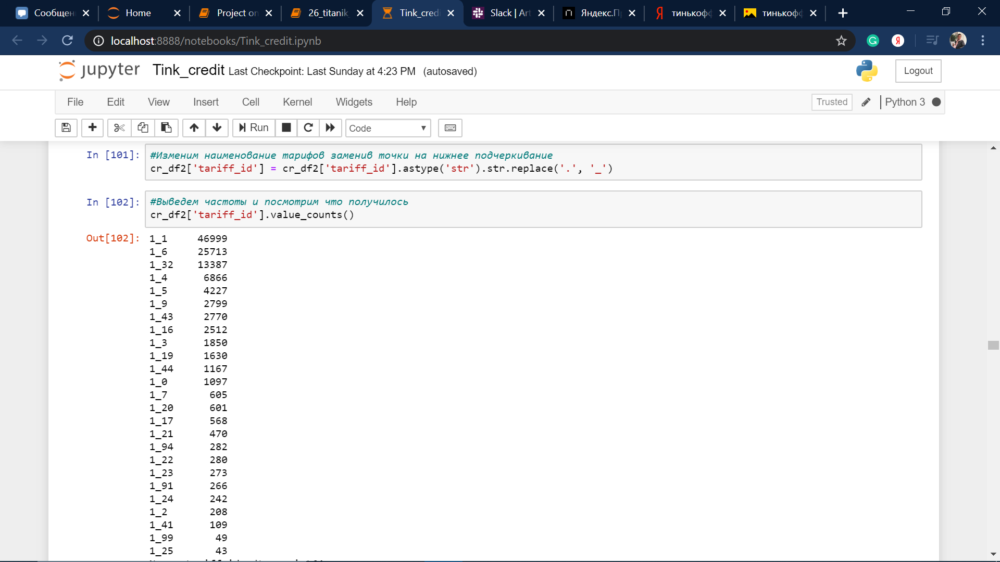 Сообщен
Home
Project on
26_titanik
Tink_credi
Slack | Art
Яндекс.П
тинькофф
тинькофф
localhost:8888/notebooks/Tink_credit.ipynb
jupyter Tink_credit Last Checkpoint: Last Sunday at 4:23 PM (autosaved)
Logout
File Edit View Insert Cell Kernel Widgets Help
Trusted Python 3
Run Code
In [101]: #Изменим наименование тарифов заменив точки на нижнее подчеркивание
cr_df2['tariff_id'] = cr_df2['tariff_id'].astype('str').str.replace('.', '_')
In [102]: #Выведем частоты и посмотрим что получилось
cr_df2['tariff_id'].value_counts()
Out[102]: 1_1 46999
1_6 25713
1_32 13387
1_4 6866
1_5 4227
1_9 2799
1_43 2770
1_16 2512
1_3 1850
1_19 1630
1_44 1167
1_0 1097
1_7 605
1_20 601
1_17 568
1_21 470
1_94 282
1_22 280
1_23 273
1_91 266
1_24 242
1_2 208
1_41 109
1_99 49
1_25 43